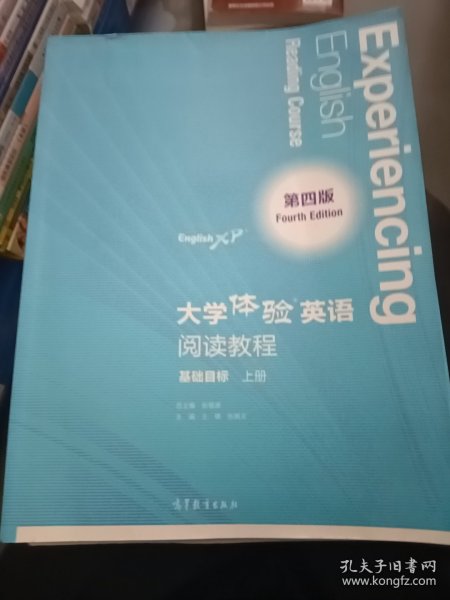 Experiencing
English
Reading Course
第四版
Fourth Edition
English XP
大学体验英语
阅读教程
基础目标 上册
高等教育出版社
孔夫子旧书网
www.kongfz.com